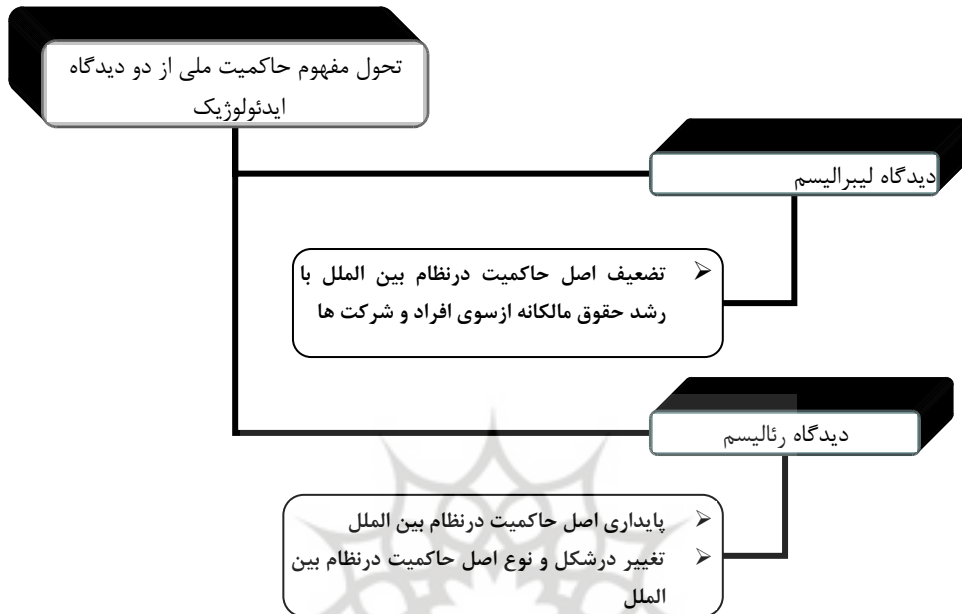 تحول مفهوم حاکمیت ملی از دو دیدگاه
ایدئولوژیک
دیدگاه لیبرالیسم
➢ تضعیف اصل حاکمیت درنظام بین الملل با
رشد حقوق مالکانه ازسوی افراد و شرکت ها
دیدگاه رئالیسم
➢ پایداری اصل حاکمیت درنظام بین الملل
➢ تغییر درشکل و نوع اصل حاکمیت درنظام بین
الملل